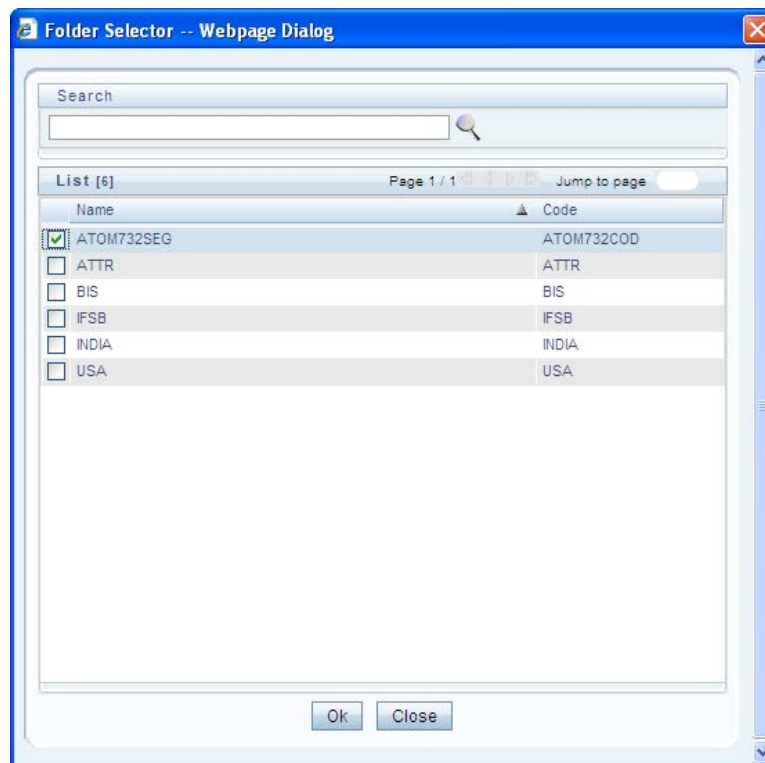 Folder Selector -- Webpage Dialog
Search
List [6] Page 1 / 1 Jump to page
Name Code
ATOM732SEG ATOM732COD
ATTR ATTR
BIS BIS
IFSB IFSB
INDIA INDIA
USA USA
Ok Close